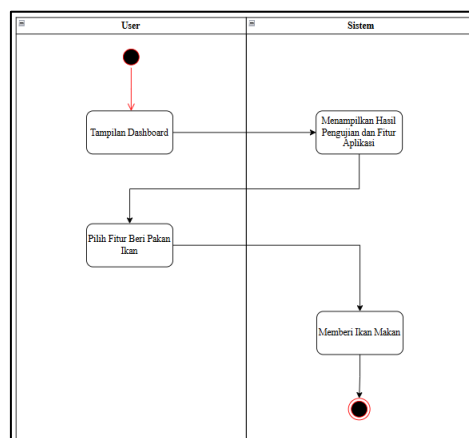 User
Sistem
Tampilan Dashboard
Menampilkan Hasil
Pengujian dan Fitur
Aplikasi
Pilih Fitur Beri Pakan
Ikan
Memberi Ikan Makan